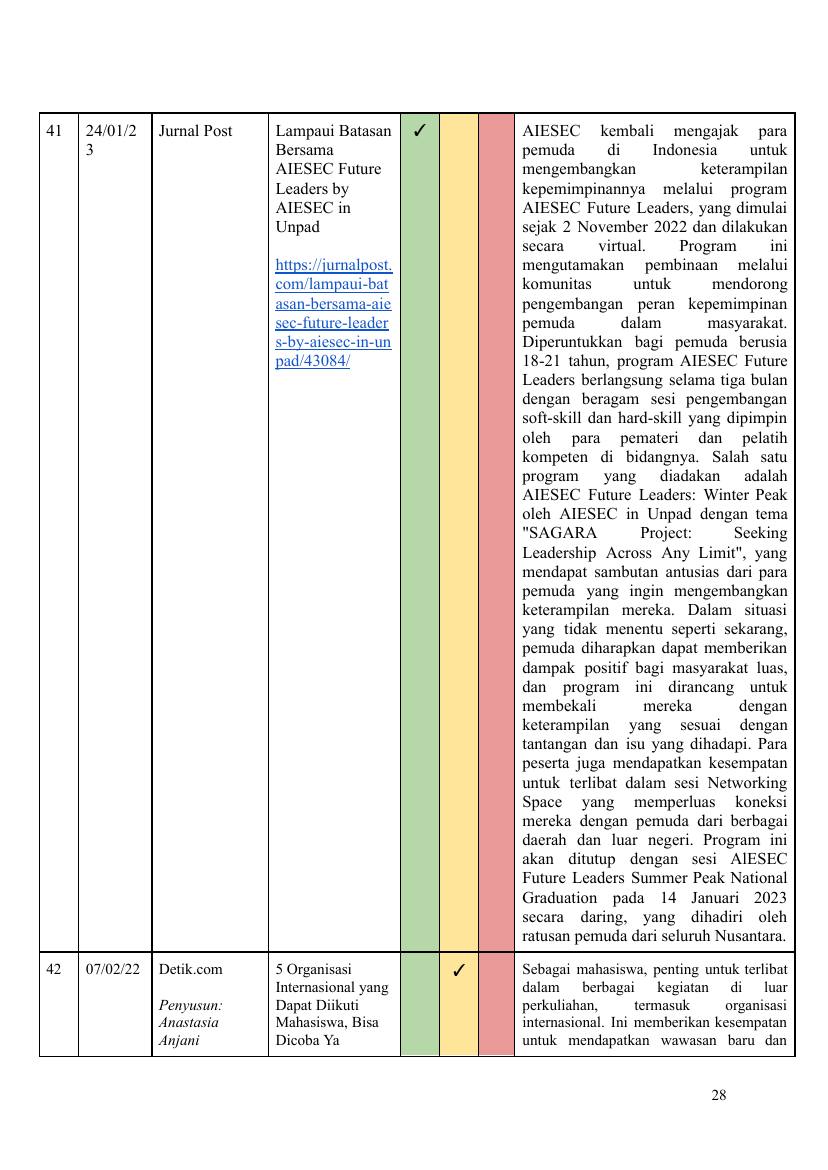 41
24/01/2
3
Jurnal Post
Lampaui Batasan
Bersama
AIESEC Future
Leaders by
AIESEC in
Unpad
https://jurnalpost.
com/lampaui-bat
asan-bersama-aie
sec-future-leader
s-by-aiesec-in-un
pad/43084/
✓
AIESEC kembali mengajak para
pemuda di Indonesia untuk
mengembangkan keterampilan
kepemimpinannya melalui program
AIESEC Future Leaders, yang dimulai
sejak 2 November 2022 dan dilakukan
secara virtual. Program ini
mengutamakan pembinaan melalui
komunitas untuk mendorong
pengembangan peran kepemimpinan
pemuda dalam masyarakat.
Diperuntukkan bagi pemuda berusia
18-21 tahun, program AIESEC Future
Leaders berlangsung selama tiga bulan
dengan beragam sesi pengembangan
soft-skill dan hard-skill yang dipimpin
oleh para pemateri dan pelatih
kompeten di bidangnya. Salah satu
program yang diadakan adalah
AIESEC Future Leaders: Winter Peak
oleh AIESEC in Unpad dengan tema
"SAGARA Project: Seeking
Leadership Across Any Limit", yang
mendapat sambutan antusias dari para
pemuda yang ingin mengembangkan
keterampilan mereka. Dalam situasi
yang tidak menentu seperti sekarang,
pemuda diharapkan dapat memberikan
dampak positif bagi masyarakat luas,
dan program ini dirancang untuk
membekali mereka dengan
keterampilan yang sesuai dengan
tantangan dan isu yang dihadapi. Para
peserta juga mendapatkan kesempatan
untuk terlibat dalam sesi Networking
Space yang memperluas koneksi
mereka dengan pemuda dari berbagai
daerah dan luar negeri. Program ini
akan ditutup dengan sesi AlESEC
Future Leaders Summer Peak National
Graduation pada 14 Januari 2023
secara daring, yang dihadiri oleh
ratusan pemuda dari seluruh Nusantara.
42
07/02/22
Detik.com
Penyusun:
Anastasia
Anjani
5 Organisasi
Internasional yang
Dapat Diikuti
Mahasiswa, Bisa
Dicoba Ya
✓
Sebagai mahasiswa, penting untuk terlibat
dalam berbagai kegiatan di luar
perkuliahan, termasuk organisasi
internasional. Ini memberikan kesempatan
untuk mendapatkan wawasan baru dan
28